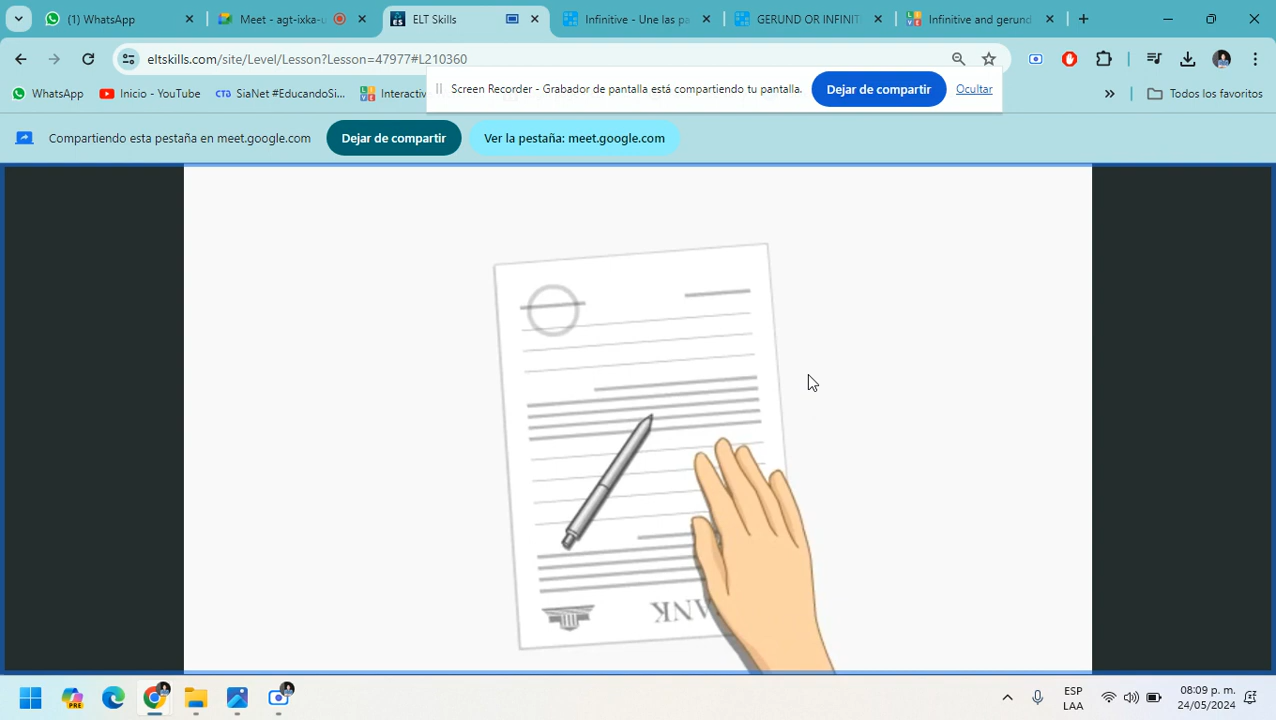 WhatsApp
Meet - agt-ixka-u
ELT Skills
Infinitive - Une las pa
GERUND OR INFINIT
Infinitive and gerund
eltskills.com/site/Level/Lesson?Lesson=47977#L210360
Screen Recorder - Grabador de pantalla está compartiendo tu pantalla.
Dejar de compartir
Ocultar
WhatsApp
Inicio - YouTube
SiaNet #EducandoSi...
Interactiv
Todos los favoritos
Compartiendo esta pestaña en meet.google.com
Dejar de compartir
Ver la pestaña: meet.google.com
PRE
ESP
LAA
08:09 p. m.
24/05/2024